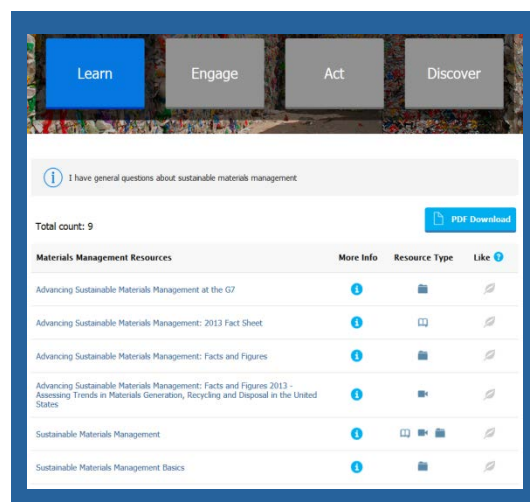 Learn
Engage
Act
Discover
I have general questions about sustainable materials management
Total count: 9
PDF Download
Materials Management Resources
More Info
Resource Type
Like
Advancing Sustainable Materials Management at the G7
Advancing Sustainable Materials Management: 2013 Fact Sheet
Advancing Sustainable Materials Management: Facts and Figures
Advancing Sustainable Materials Management: Facts and Figures 2013 -
Assessing Trends in Materials Generation, Recycling and Disposal in the United
States
Sustainable Materials Management
Sustainable Materials Management Basics